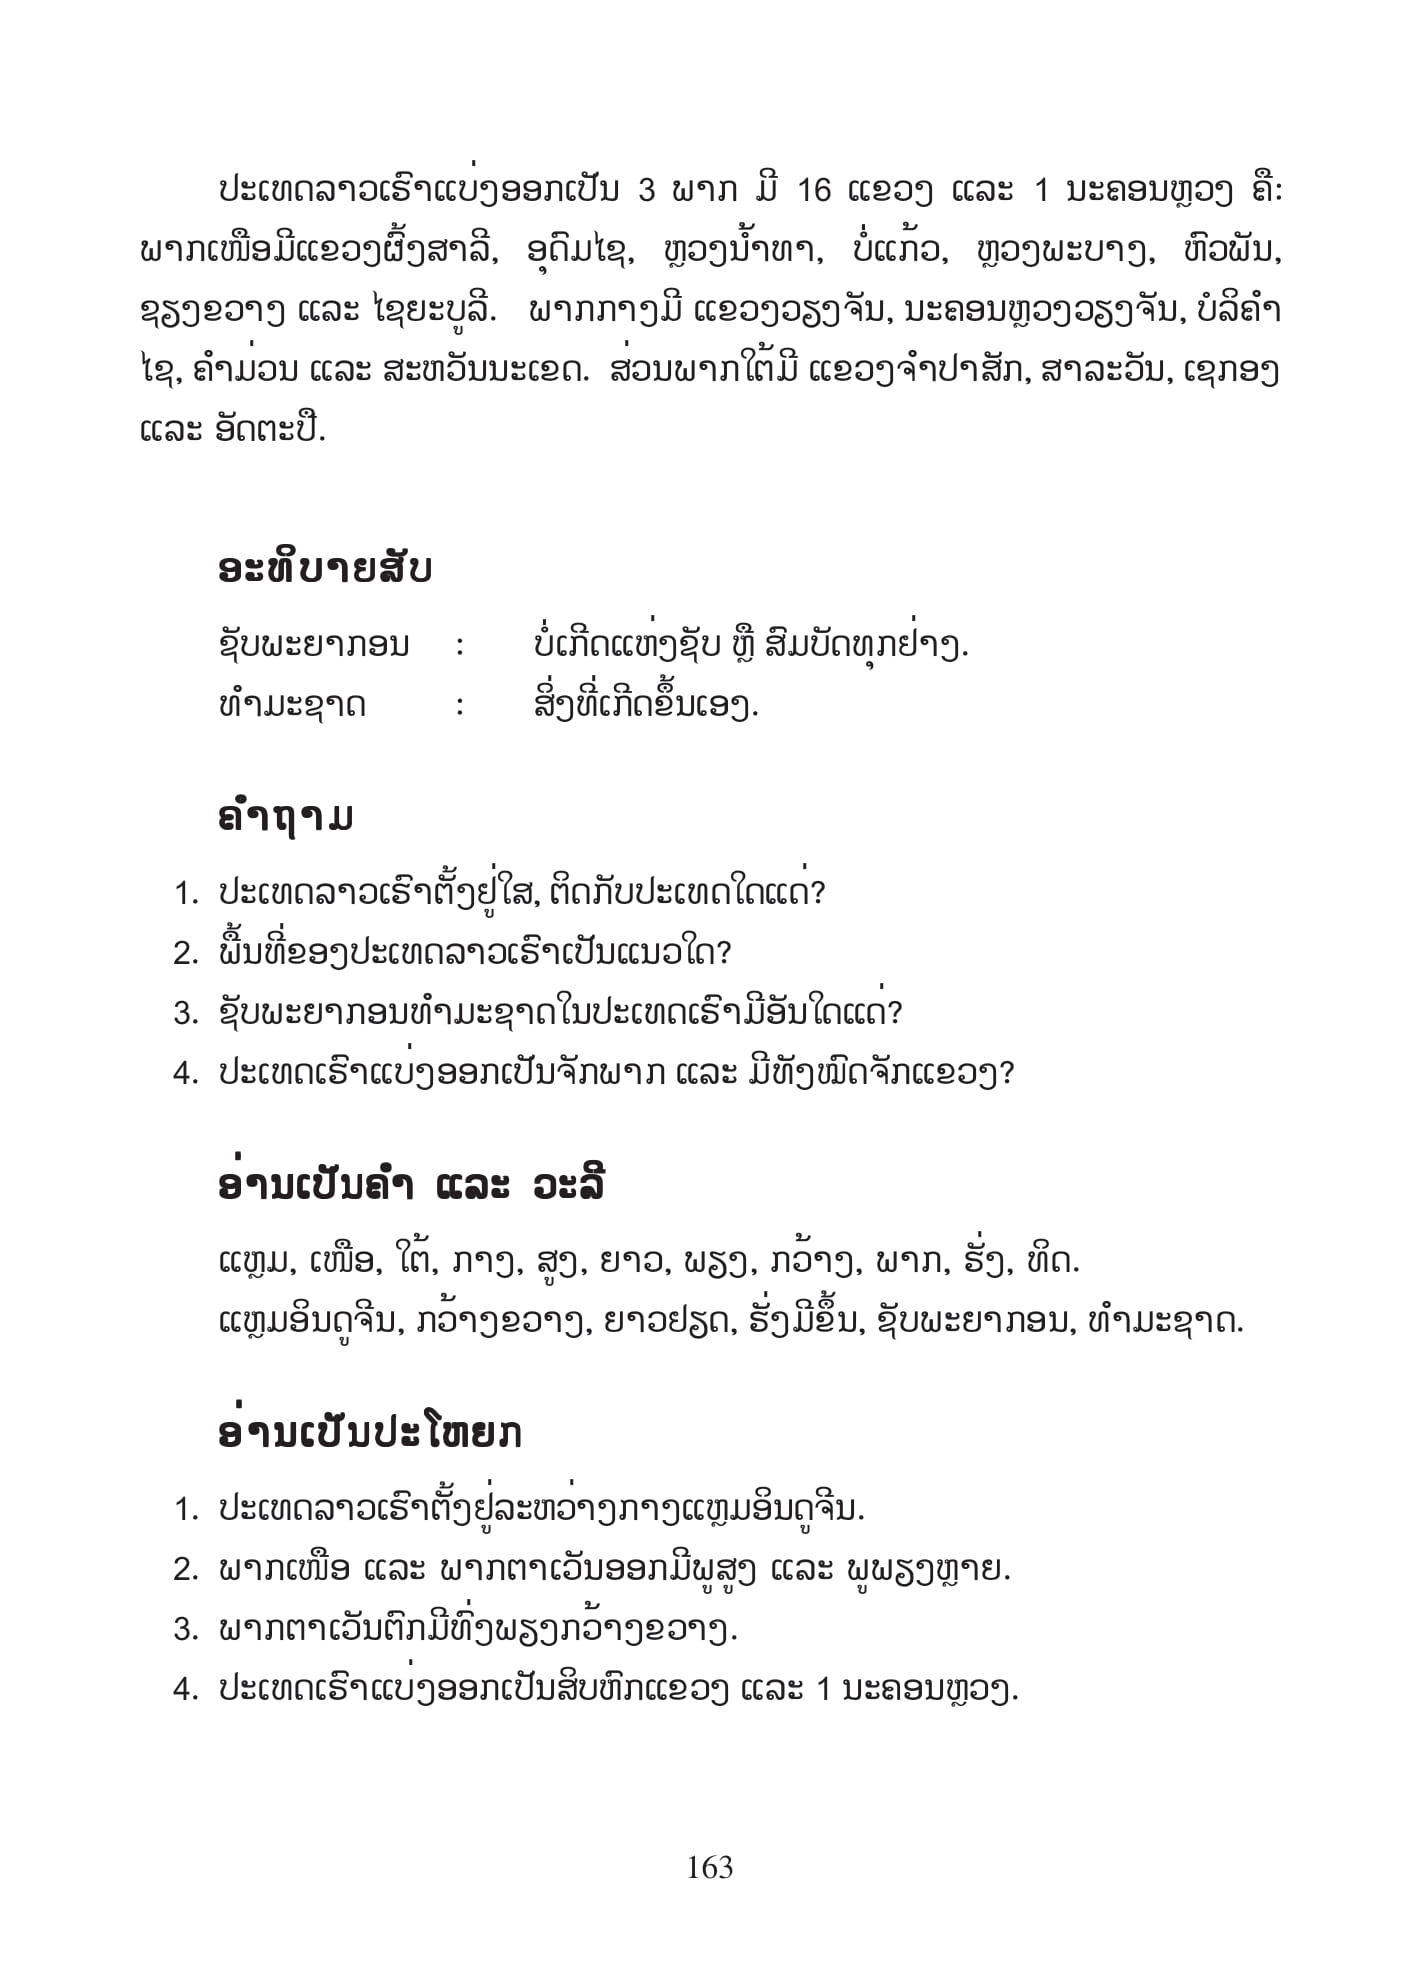 ປະເທດລາວເຮົາແບ່ງອອກເປັນ 3 ພາກ ມີ 16 ແຂວງ ແລະ 1 ນະຄອນຫຼວງ ຄື:
ພາກເໜືອມີແຂວງຜົ້ງສາລີ, ອຸດົມໄຊ, ຫຼວງນ້ຳທາ, ບໍ່ແກ້ວ, ຫຼວງພະບາງ, ຫົວພັນ,
ຊຽງຂວາງ ແລະ ໄຊຍະບູລີ. ພາກກາງມີ ແຂວງວຽງຈັນ, ນະຄອນຫຼວງວຽງຈັນ, ບໍລິຄຳ
ໄຊ, ຄຳມ່ວນ ແລະ ສະຫວັນນະເຂດ. ສ່ວນພາກໃຕ້ມີ ແຂວງຈຳປາສັກ, ສາລະວັນ, ເຊກອງ
ແລະ ອັດຕະປື.
ອະທິບາຍສັບ
ຊັບພະຍາກອນ : ບໍ່ເກີດແຫ່ງຊັບ ຫຼື ສົມບັດທຸກຢ່າງ.
ທຳມະຊາດ : ສິ່ງທີ່ເກີດຂຶ້ນເອງ.
ຄຳຖາມ
1. ປະເທດລາວເຮົາຕັ້ງຢູ່ໃສ, ຕິດກັບປະເທດໃດແດ່?
2. ພື້ນທີ່ຂອງປະເທດລາວເຮົາເປັນແນວໃດ?
3. ຊັບພະຍາກອນທຳມະຊາດໃນປະເທດເຮົາມີອັນໃດແດ່?
4. ປະເທດເຮົາແບ່ງອອກເປັນຈັກພາກ ແລະ ມີທັງໝົດຈັກແຂວງ?
ອ່ານເປັນຄຳ ແລະ ວະລີ
ແຫຼມ, ເໜືອ, ໃຕ້, ກາງ, ສູງ, ຍາວ, ພຽງ, ກວ້າງ, ພາກ, ຮັ່ງ, ທິດ.
ແຫຼມອິນດູຈີນ, ກວ້າງຂວາງ, ຍາວຢຽດ, ຮັ່ງມີຂຶ້ນ, ຊັບພະຍາກອນ, ທຳມະຊາດ.
ອ່ານເປັນປະໂຫຍກ
1. ປະເທດລາວເຮົາຕັ້ງຢູ່ລະຫວ່າງກາງແຫຼມອິນດູຈີນ.
2. ພາກເໜືອ ແລະ ພາກຕາເວັນອອກມີພູສູງ ແລະ ພູພຽງຫຼາຍ.
3. ພາກຕາເວັນຕົກມີທົ່ງພຽງກວ້າງຂວາງ.
4. ປະເທດເຮົາແບ່ງອອກເປັນສິບຫົກແຂວງ ແລະ 1 ນະຄອນຫຼວງ.
163